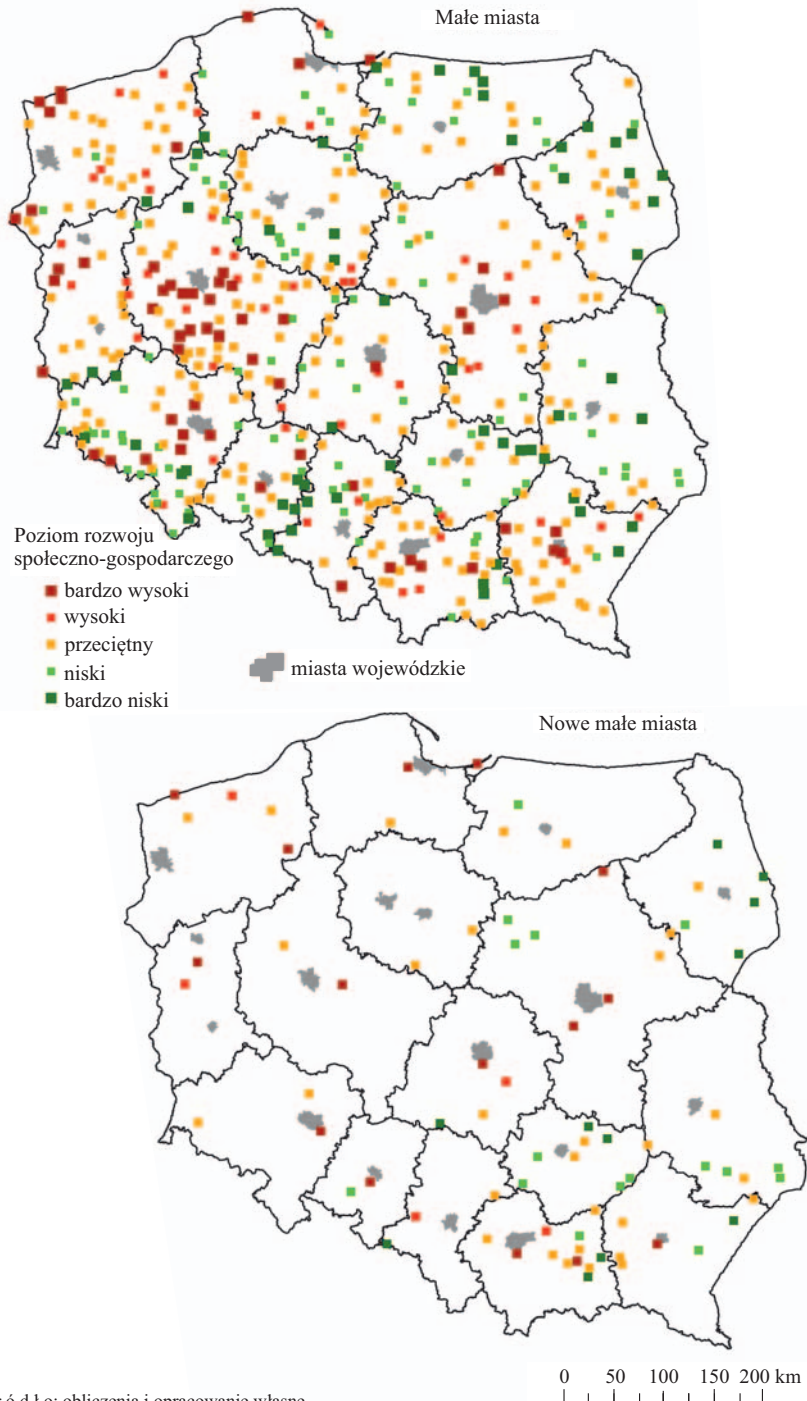 Małe miasta
Poziom rozwoju
społeczno-gospodarczego
bardzo wysoki
wysoki
przeciętny
niski
bardzo niski
miasta wojewódzkie
Nowe małe miasta
0 50 100 150 200 km
obliczenia i opracowanie własne